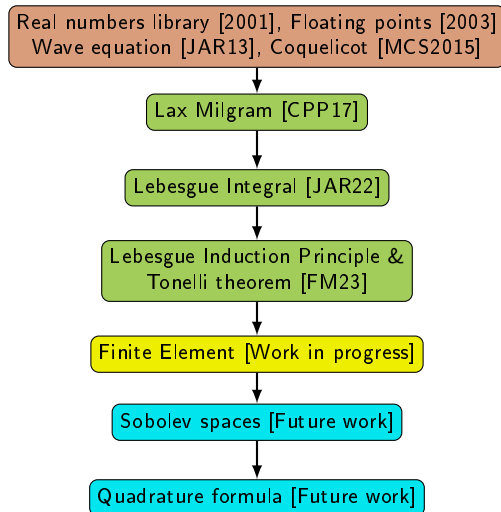 Real numbers library [2001], Floating points [2003]
Wave equation [JAR13], Coquelicot [MCS2015]
Lax Milgram [CPP17]
Lebesgue Integral [JAR22]
Lebesgue Induction Principle &
Tonelli theorem [FM23]
Finite Element [Work in progress]
Sobolev spaces [Future work]
Quadrature formula [Future work]